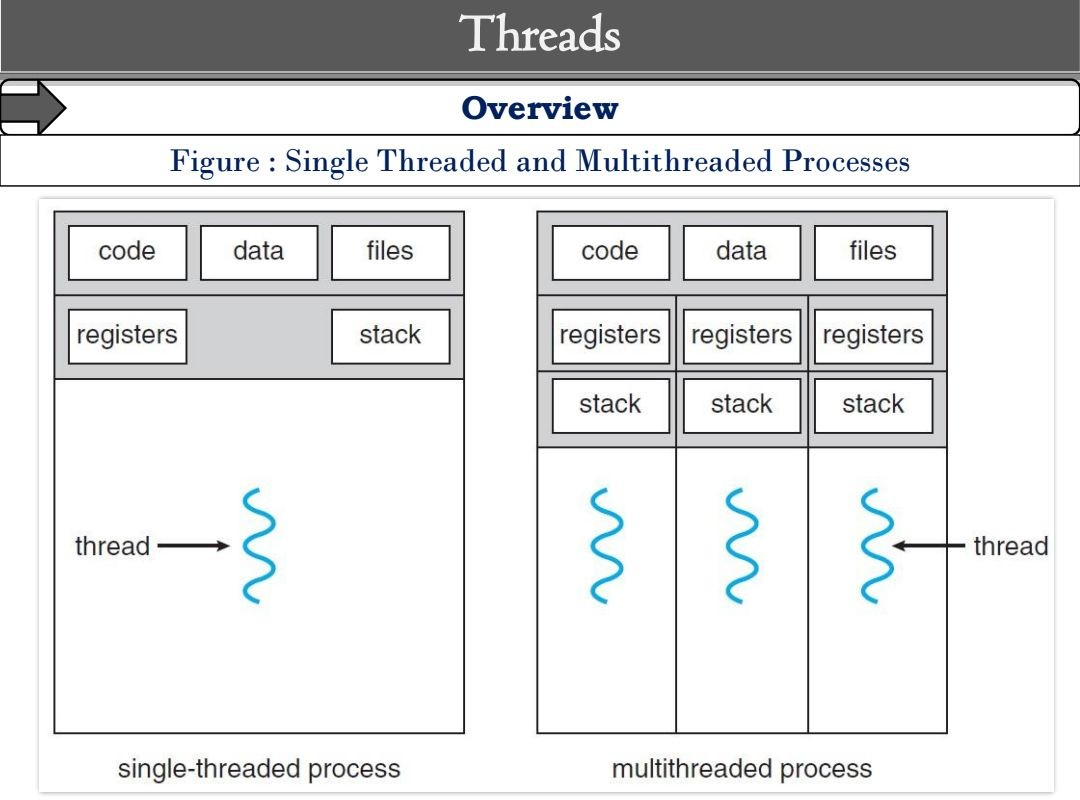 Threads
Overview
Figure : Single Threaded and Multithreaded Processes
code data files
registers stack
thread
single-threaded process
code data files
registers registers registers
stack stack stack
thread
multithreaded process